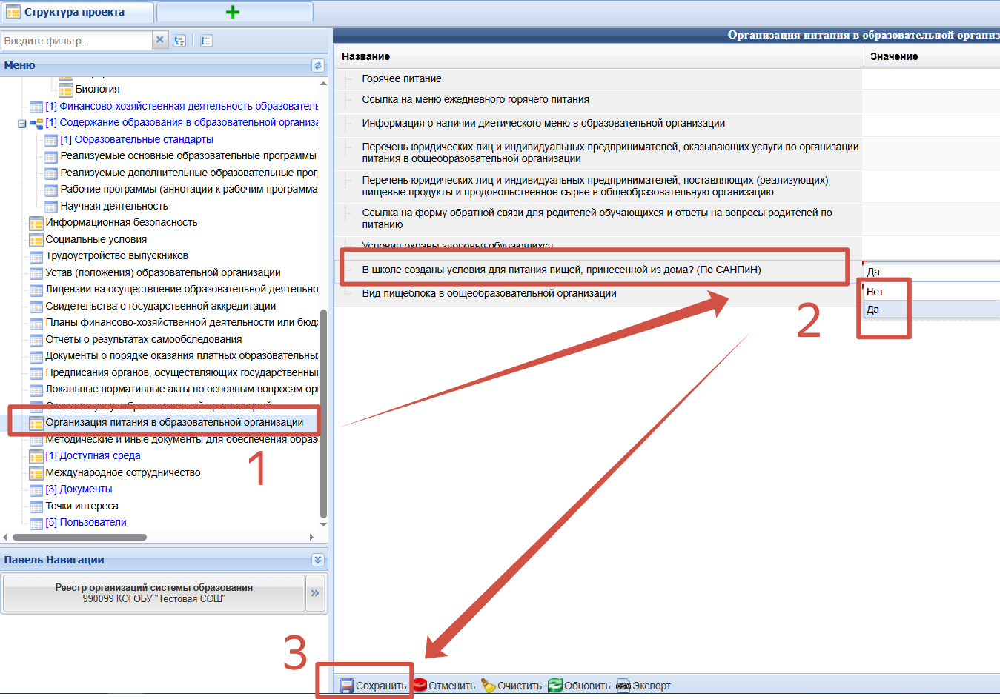 Структура проекта
Введите фильтр...
Меню
Биология
[1] Финансово-хозяйственная деятельность образователь
[1] Содержание образования в образовательной организа
[1] Образовательные стандарты
Реализуемые основные образовательные программы
Реализуемые дополнительные образовательные прог
Рабочие программы (аннотации к рабочим программа
Научная деятельность
Информационная безопасность
Социальные условия
Трудоустройство выпускников
Устав (положения) образовательной организации
Лицензии на осуществление образовательной деятельно
Свидетельства о государственной аккредитации
Планы финансово-хозяйственной деятельности или бюдж
Отчеты о результатах самообследования
Документы о порядке оказания платных образовательных
Предписания органов, осуществляющих государственный
Локальные нормативные акты по основным вопросам орг
Оказание услуг образовательной организацией
Организация питания в образовательной организации
Методические и иные документы для обеспечения образо
[1] Доступная среда
Международное сотрудничество
[3] Документы
Точки интереса
[5] Пользователи
1
Панель Навигации
Реестр организаций системы образования
990099 КОГОБУ "Тестовая СОШ"
Организация питания в образовательной организ
Название
Значение
Горячее питание
Ссылка на меню ежедневного горячего питания
Информация о наличии диетического меню в образовательной организации
Перечень юридических лиц и индивидуальных предпринимателей, оказывающих услуги по организации
питания в общеобразовательной организации
Перечень юридических лиц и индивидуальных предпринимателей, поставляющих (реализующих)
пищевые продукты и продовольственное сырье в общеобразовательную организацию
Ссылка на форму обратной связи для родителей обучающихся и ответы на вопросы родителей по
питанию
Условия охраны здоровья обучающихся
В школе созданы условия для питания пищей, принесенной из дома? (По САНПиН)
Да
Нет
Да
Вид пищеблока в общеобразовательной организации
2
3
Сохранить
Отменить
Очистить
Обновить
CSV
Экспорт